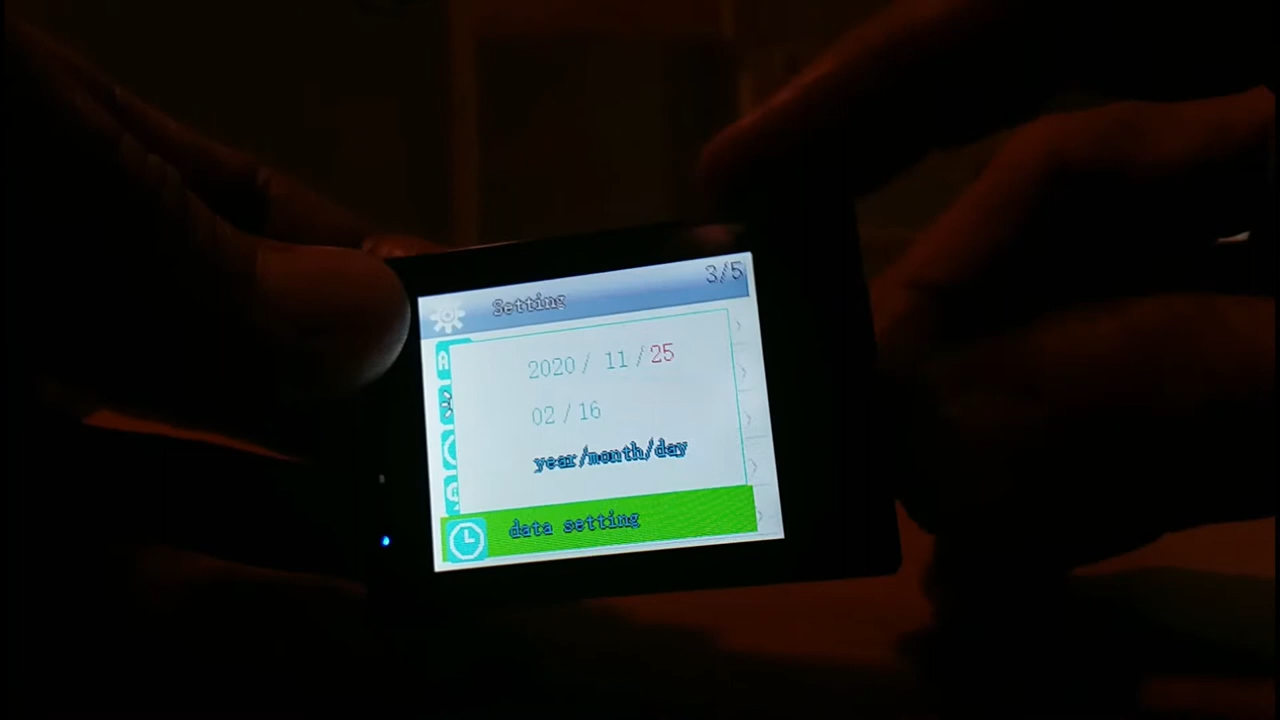 Setting 3/5
2020 / 11 / 25
02 / 16
year/month/day
data setting